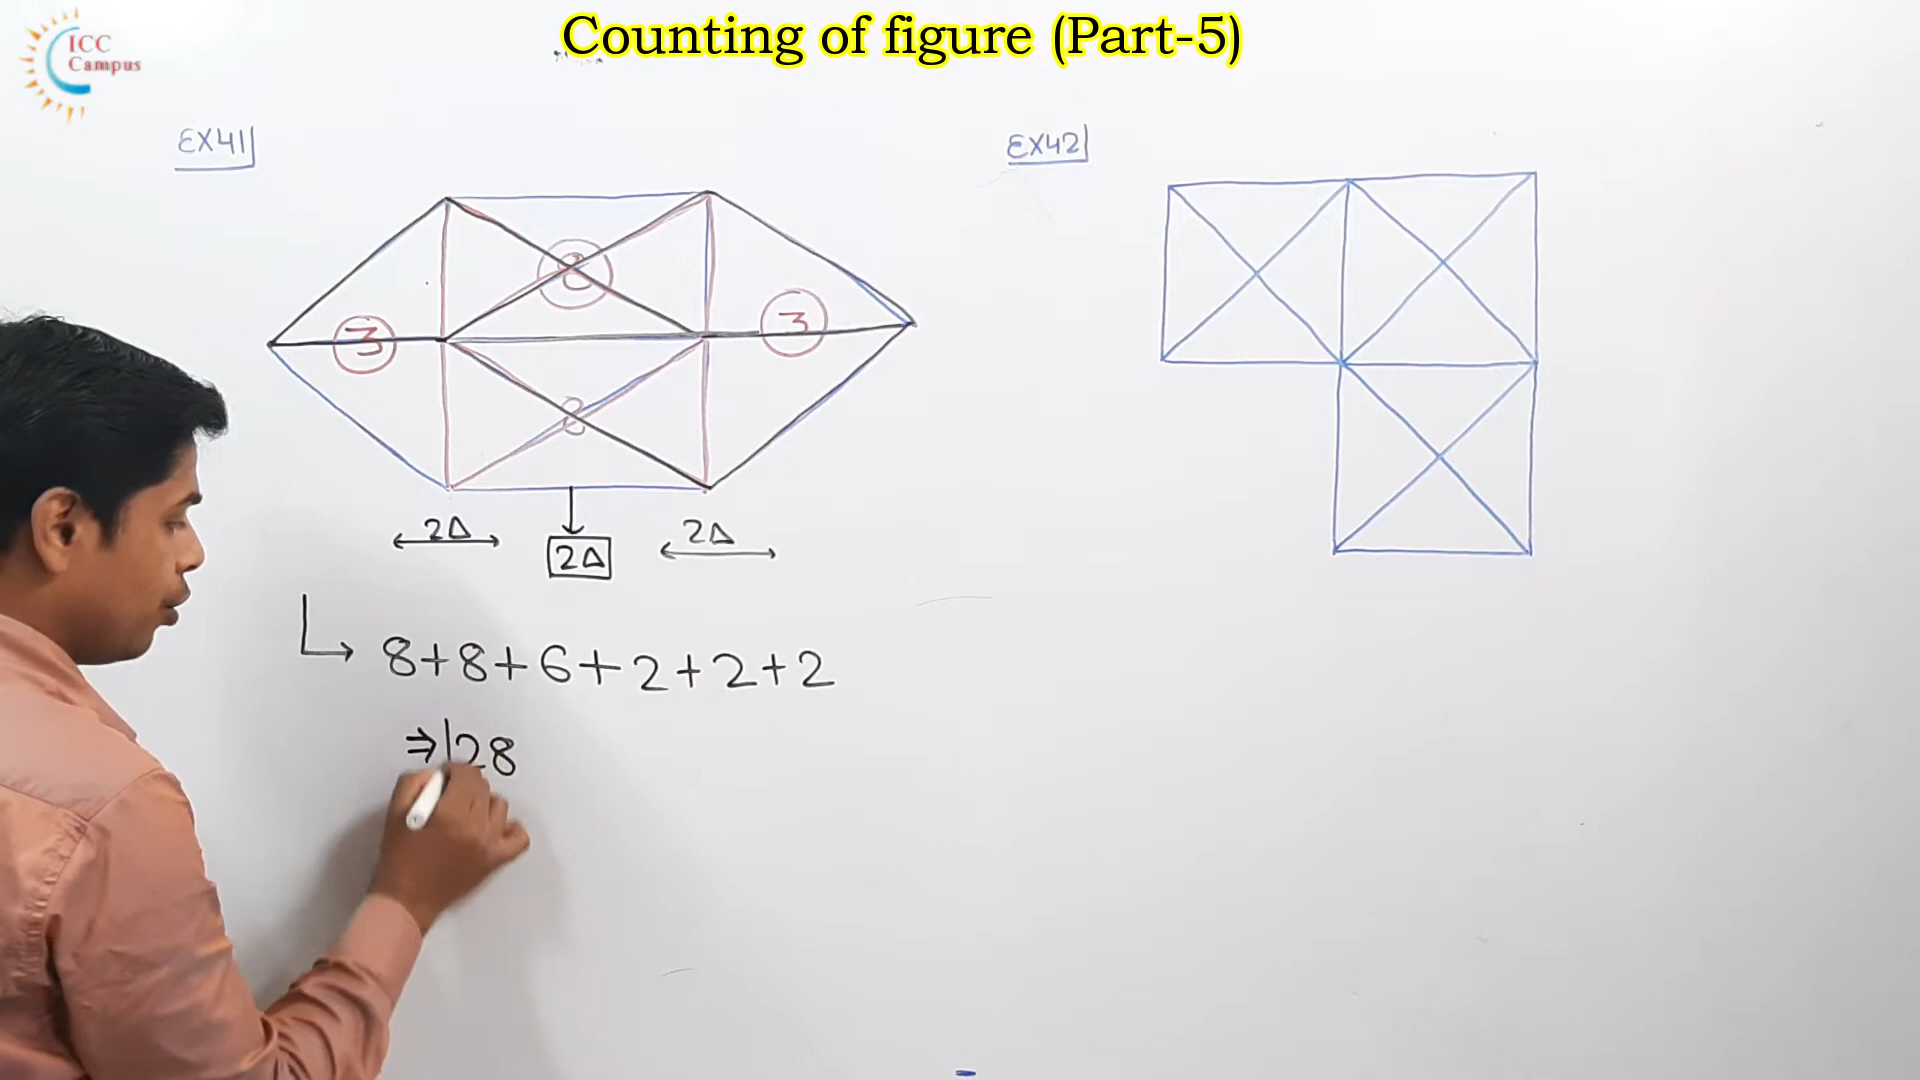 Counting of figure (Part-5)
ICC
Campus
EX41
EX42
8
3
3
8
2Δ
2Δ
2Δ
8+8+6+2+2+2
⇒ 28